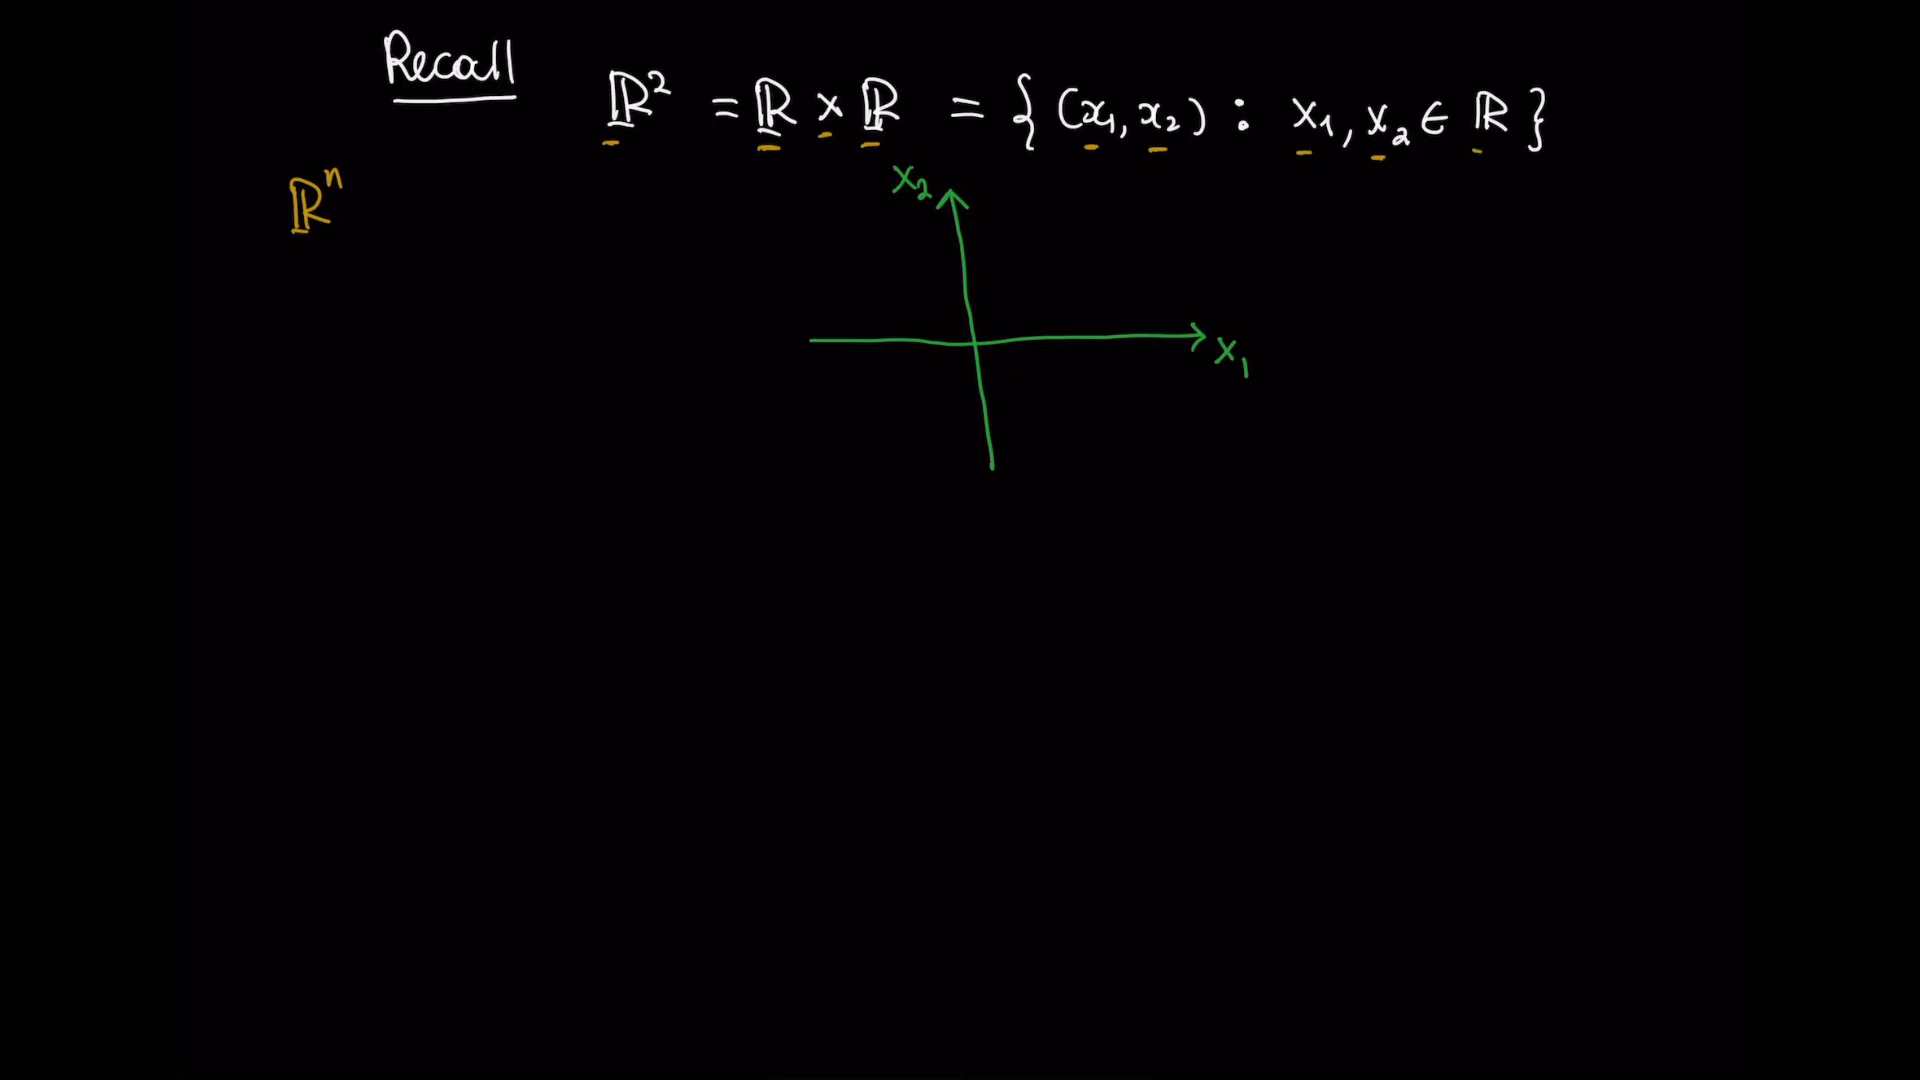 Recall
ℝ² = ℝ × ℝ = { (x₁, x₂) : x₁, x₂ ∈ ℝ }
ℝⁿ
x₂
x₁